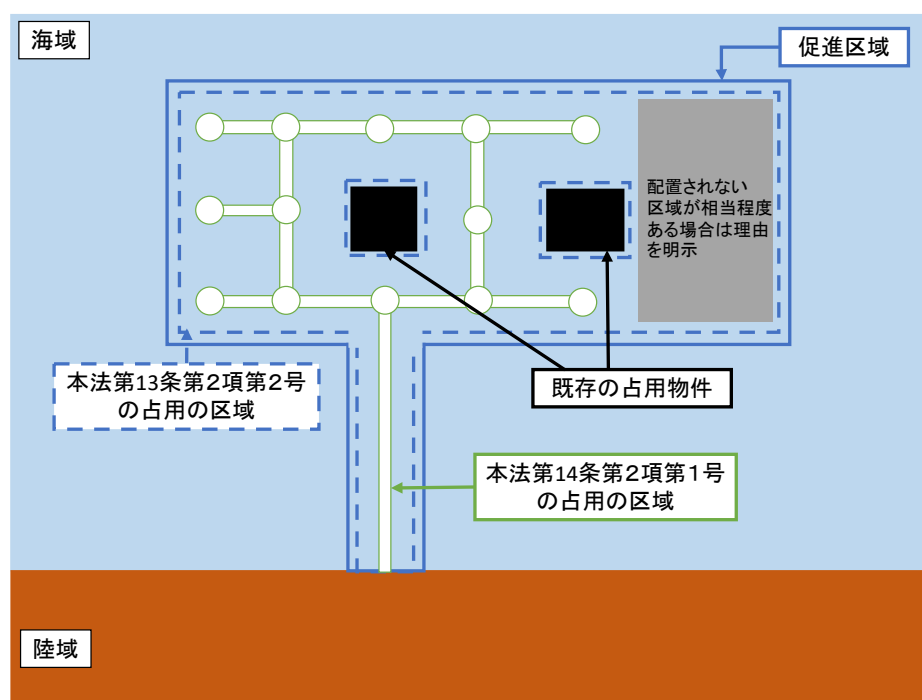 海域
促進区域
配置されない
区域が相当程度
ある場合は理由
を明示
本法第13条第２項第２号
の占用の区域
既存の占用物件
本法第14条第２項第１号
の占用の区域
陸域